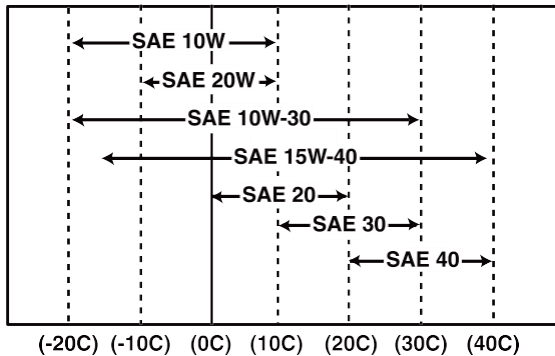 SAE 10W
SAE 20W
SAE 10W-30
SAE 15W-40
SAE 20
SAE 30
SAE 40
(-20C) (-10C) (0C) (10C) (20C) (30C) (40C)